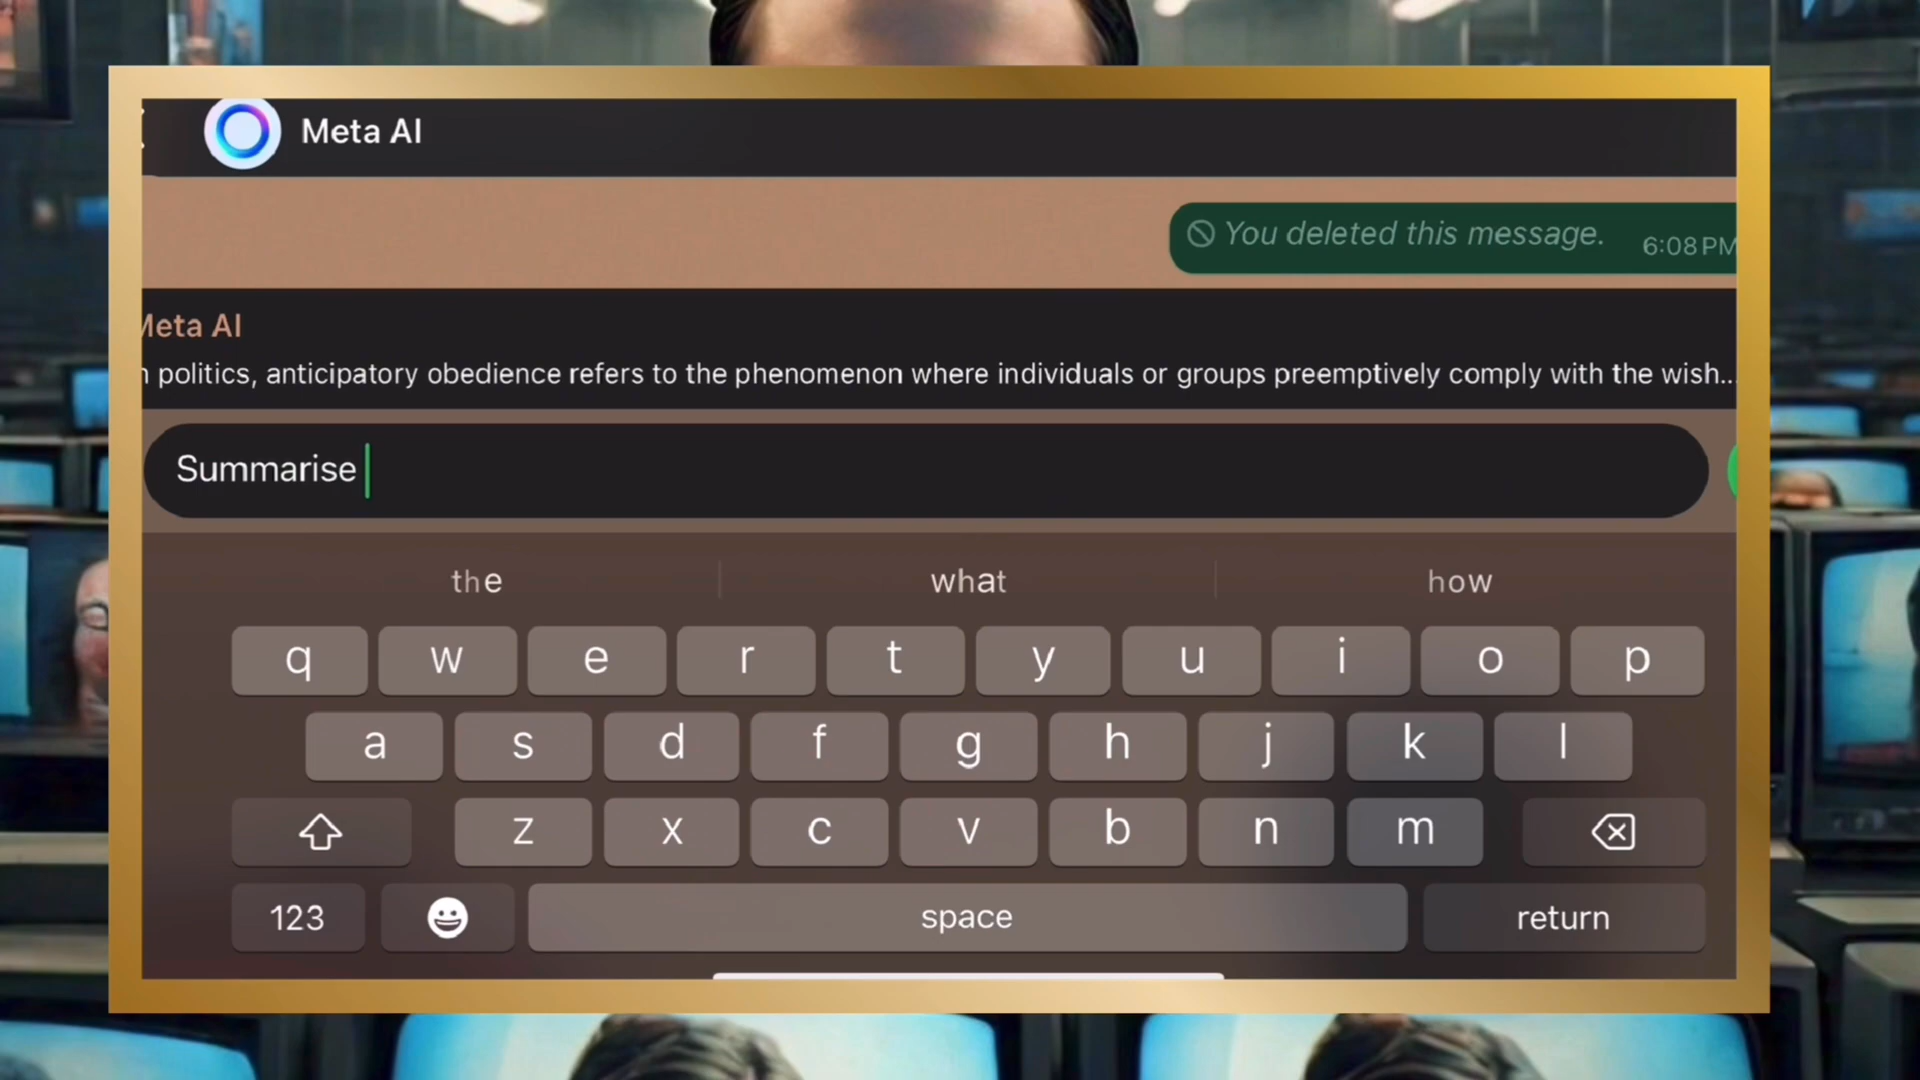 Meta AI
You deleted this message. 6:08 PM
Meta AI
politics, anticipatory obedience refers to the phenomenon where individuals or groups preemptively comply with the wish...
Summarise
the what how
q w e r t y u i o p
a s d f g h j k l
z x c v b n m
123 space return